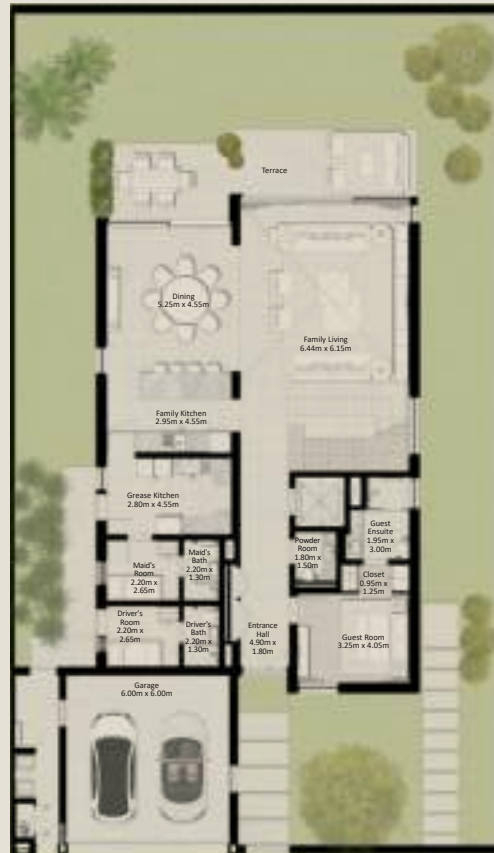 Terrace
Dining
5.25m x 4.55m
Family Living
6.44m x 6.15m
Family Kitchen
2.95m x 4.55m
Grease Kitchen
2.80m x 4.55m
Maid's
Room
2.20m x
2.65m
Maid's
Bath
2.20m x
1.30m
Powder
Room
1.80m x
1.50m
Guest
Ensuite
1.95m x
3.00m
Closet
0.95m x
1.25m
Driver's
Room
2.20m x
2.65m
Driver's
Bath
2.20m x
1.30m
Entrance
Hall
4.90m x
1.80m
Guest Room
3.25m x 4.05m
Garage
6.00m x 6.00m